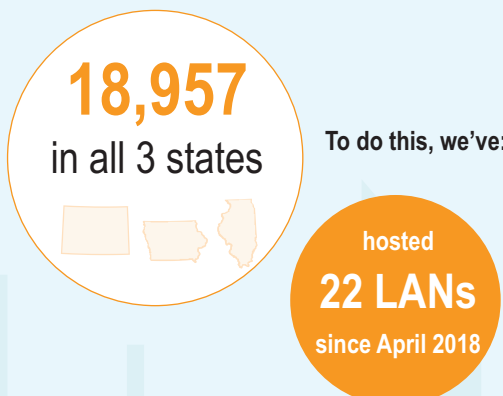 18,957
in all 3 states
To do this, we've:
hosted
22 LANs
since April 2018